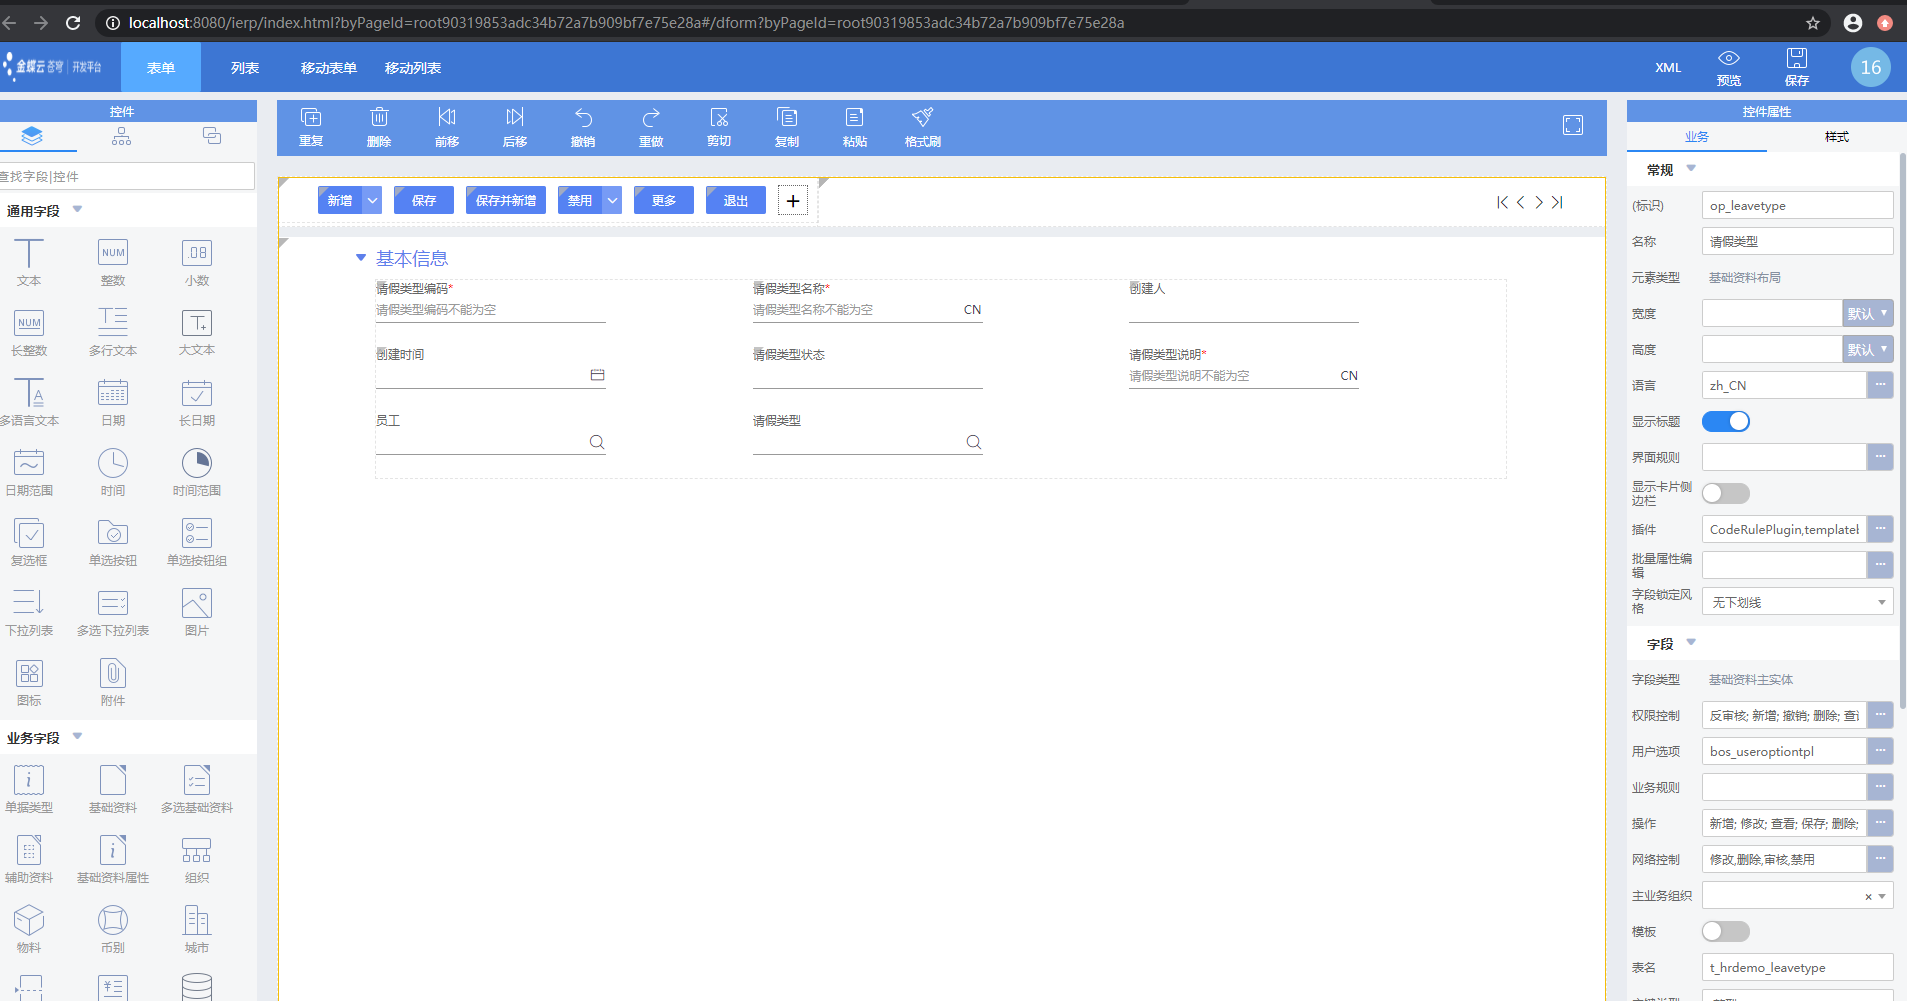 localhost:8080/ierp/index.html?byPageId=root90319853adc34b72a7b909bf7e75e28a#/dform?byPageId=root90319853adc34b72a7b909bf7e75e28a
金蝶云 苍穹 | 开发平台
表单 列表 移动表单 移动列表
XML 预览 保存 16
控件
查找字段|控件
通用字段
文本 整数 小数
NUM .08
长整数 多行文本 大文本
NUM
多语言文本 日期 长日期
日期范围 时间 时间范围
复选框 单选按钮 单选按钮组
下拉列表 多选下拉列表 图片
图标 附件
业务字段
单据类型 基础资料 多选基础资料
辅助资料 基础资料属性 组织
物料 币别 城市
重复 删除 前移 后移 撤销 重做 剪切 复制 粘贴 格式刷
新增 保存 保存并新增 禁用 更多 退出
基本信息
请假类型编码* 请假类型名称* 创建人
请假类型编码不能为空 请假类型名称不能为空 CN
创建时间 请假类型状态 请假类型说明*
请假类型说明不能为空 CN
员工 请假类型
控件属性
业务 样式
常规
(标识) op_leavetype
名称 请假类型
元素类型 基础资料布局
宽度 默认
高度 默认
语言 zh_CN
显示标题
界面规则
显示卡片侧边栏
插件 CodeRulePlugin,template
批量属性编辑
字段锁定风格 无下划线
字段
字段类型 基础资料主实体
权限控制 反审核; 新增; 撤销; 删除; 查
用户选项 bos_useroptiontpl
业务规则
操作 新增; 修改; 查看; 保存; 删除;
网络控制 修改,删除,审核,禁用
主业务组织
模板
表名 t_hrdemo_leavetype